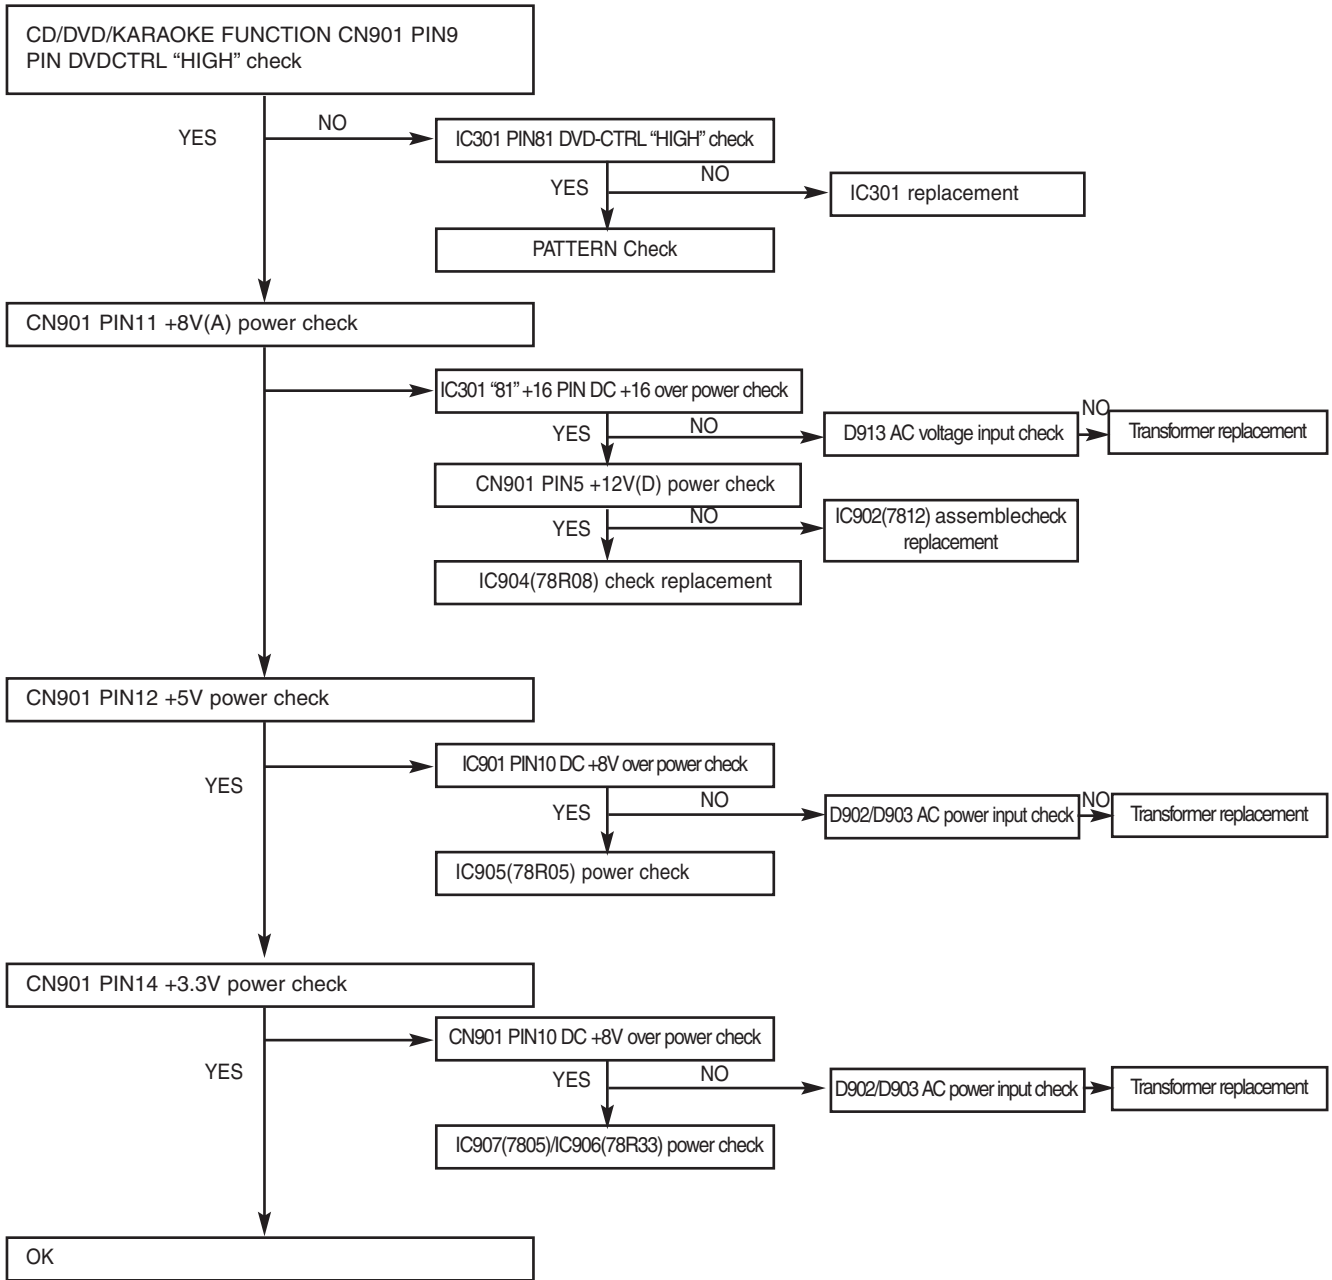 CD/DVD/KARAOKE FUNCTION CN901 PIN9
PIN DVDCTRL “HIGH” check
YES
NO
IC301 PIN81 DVD-CTRL “HIGH” check
YES
NO
IC301 replacement
PATTERN Check
CN901 PIN11 +8V(A) power check
IC301 “81” +16 PIN DC +16 over power check
YES
NO
D913 AC voltage input check
NO
Transformer replacement
CN901 PIN5 +12V(D) power check
YES
NO
IC902(7812) assemblecheck
replacement
IC904(78R08) check replacement
CN901 PIN12 +5V power check
YES
IC901 PIN10 DC +8V over power check
YES
NO
D902/D903 AC power input check
NO
Transformer replacement
IC905(78R05) power check
CN901 PIN14 +3.3V power check
YES
CN901 PIN10 DC +8V over power check
YES
NO
D902/D903 AC power input check
Transformer replacement
IC907(7805)/IC906(78R33) power check
OK